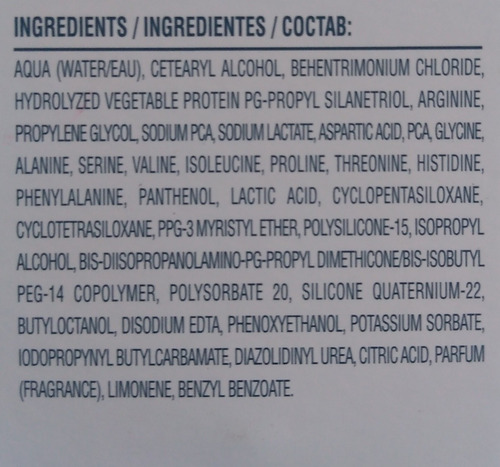 INGREDIENTS / INGREDIENTES / СОСТАВ:
AQUA (WATER/EAU), CETEARYL ALCOHOL, BEHENTRIMONIUM CHLORIDE,
HYDROLYZED VEGETABLE PROTEIN PG-PROPYL SILANETRIOL, ARGININE,
PROPYLENE GLYCOL, SODIUM PCA, SODIUM LACTATE, ASPARTIC ACID, PCA, GLYCINE,
ALANINE, SERINE, VALINE, ISOLEUCINE, PROLINE, THREONINE, HISTIDINE,
PHENYLALANINE, PANTHENOL, LACTIC ACID, CYCLOPENTASILOXANE,
CYCLOTETRASILOXANE, PPG-3 MYRISTYL ETHER, POLYSILICONE-15, ISOPROPYL
ALCOHOL, BIS-DIISOPROPANOLAMINO-PG-PROPYL DIMETHICONE/BIS-ISOBUTYL
PEG-14 COPOLYMER, POLYSORBATE 20, SILICONE QUATERNIUM-22,
BUTYLOCTANOL, DISODIUM EDTA, PHENOXYETHANOL, POTASSIUM SORBATE,
IODOPROPYNYL BUTYLCARBAMATE, DIAZOLIDINYL UREA, CITRIC ACID, PARFUM
(FRAGRANCE), LIMONENE, BENZYL BENZOATE.